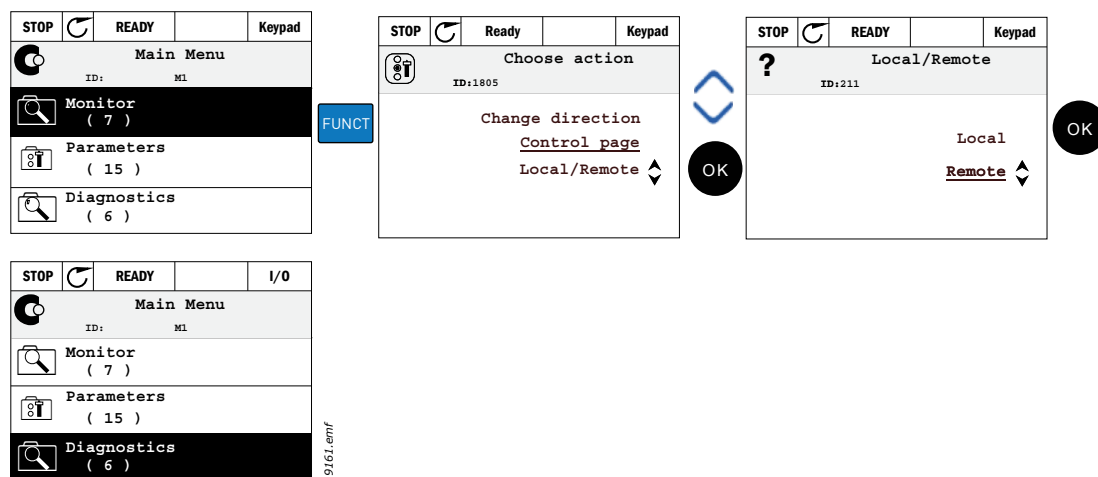 STOP READY Keypad
Main Menu
ID: M1
Monitor
( 7 )
Parameters
( 15 )
Diagnostics
( 6 )
FUNCT
STOP Ready Keypad
Choose action
ID:1805
Change direction
Control page
Local/Remote
OK
STOP READY Keypad
?
Local/Remote
ID:211
Local
Remote
OK
STOP READY I/O
Main Menu
ID: M1
Monitor
( 7 )
Parameters
( 15 )
Diagnostics
( 6 )
9161.emf